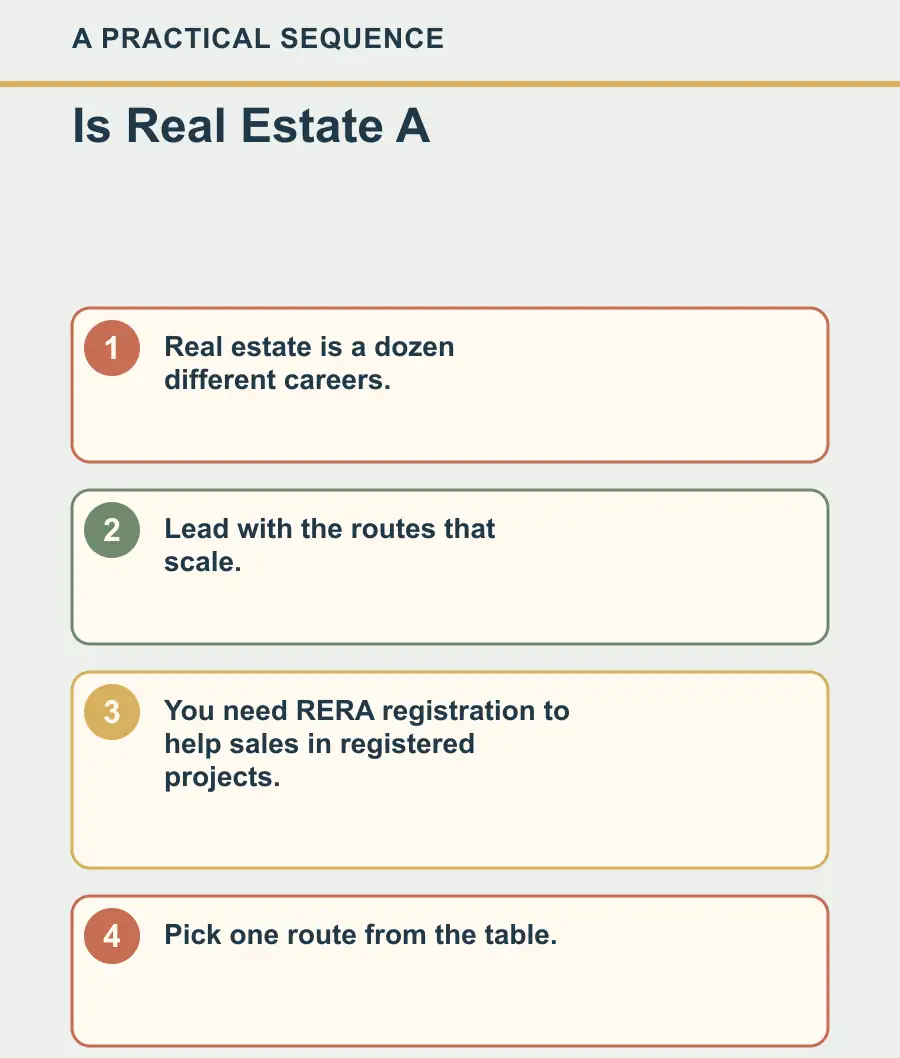 A PRACTICAL SEQUENCE
Is Real Estate A
1
Real estate is a dozen
different careers.
2
Lead with the routes that
scale.
3
You need RERA registration to
help sales in registered
projects.
4
Pick one route from the table.